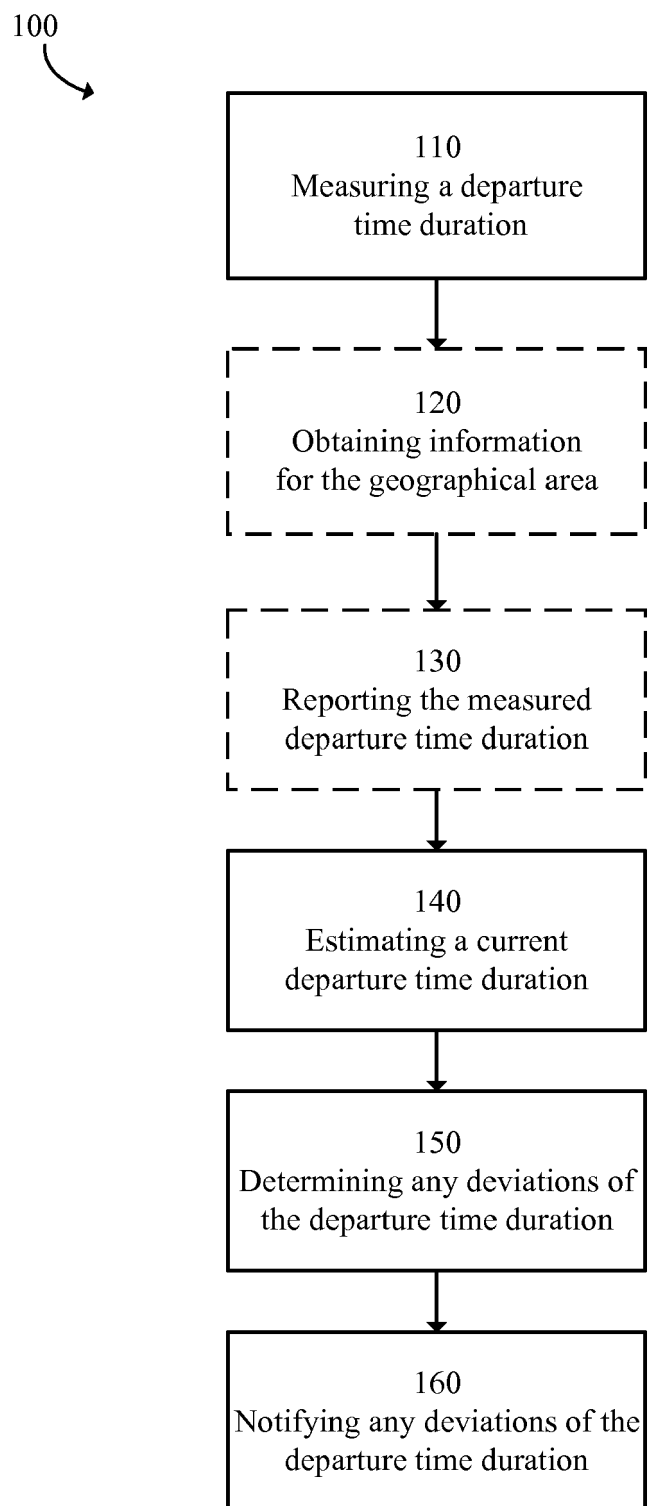 100
110
Measuring a departure
time duration
120
Obtaining information
for the geographical area
130
Reporting the measured
departure time duration
140
Estimating a current
departure time duration
150
Determining any deviations of
the departure time duration
160
Notifying any deviations of the
departure time duration